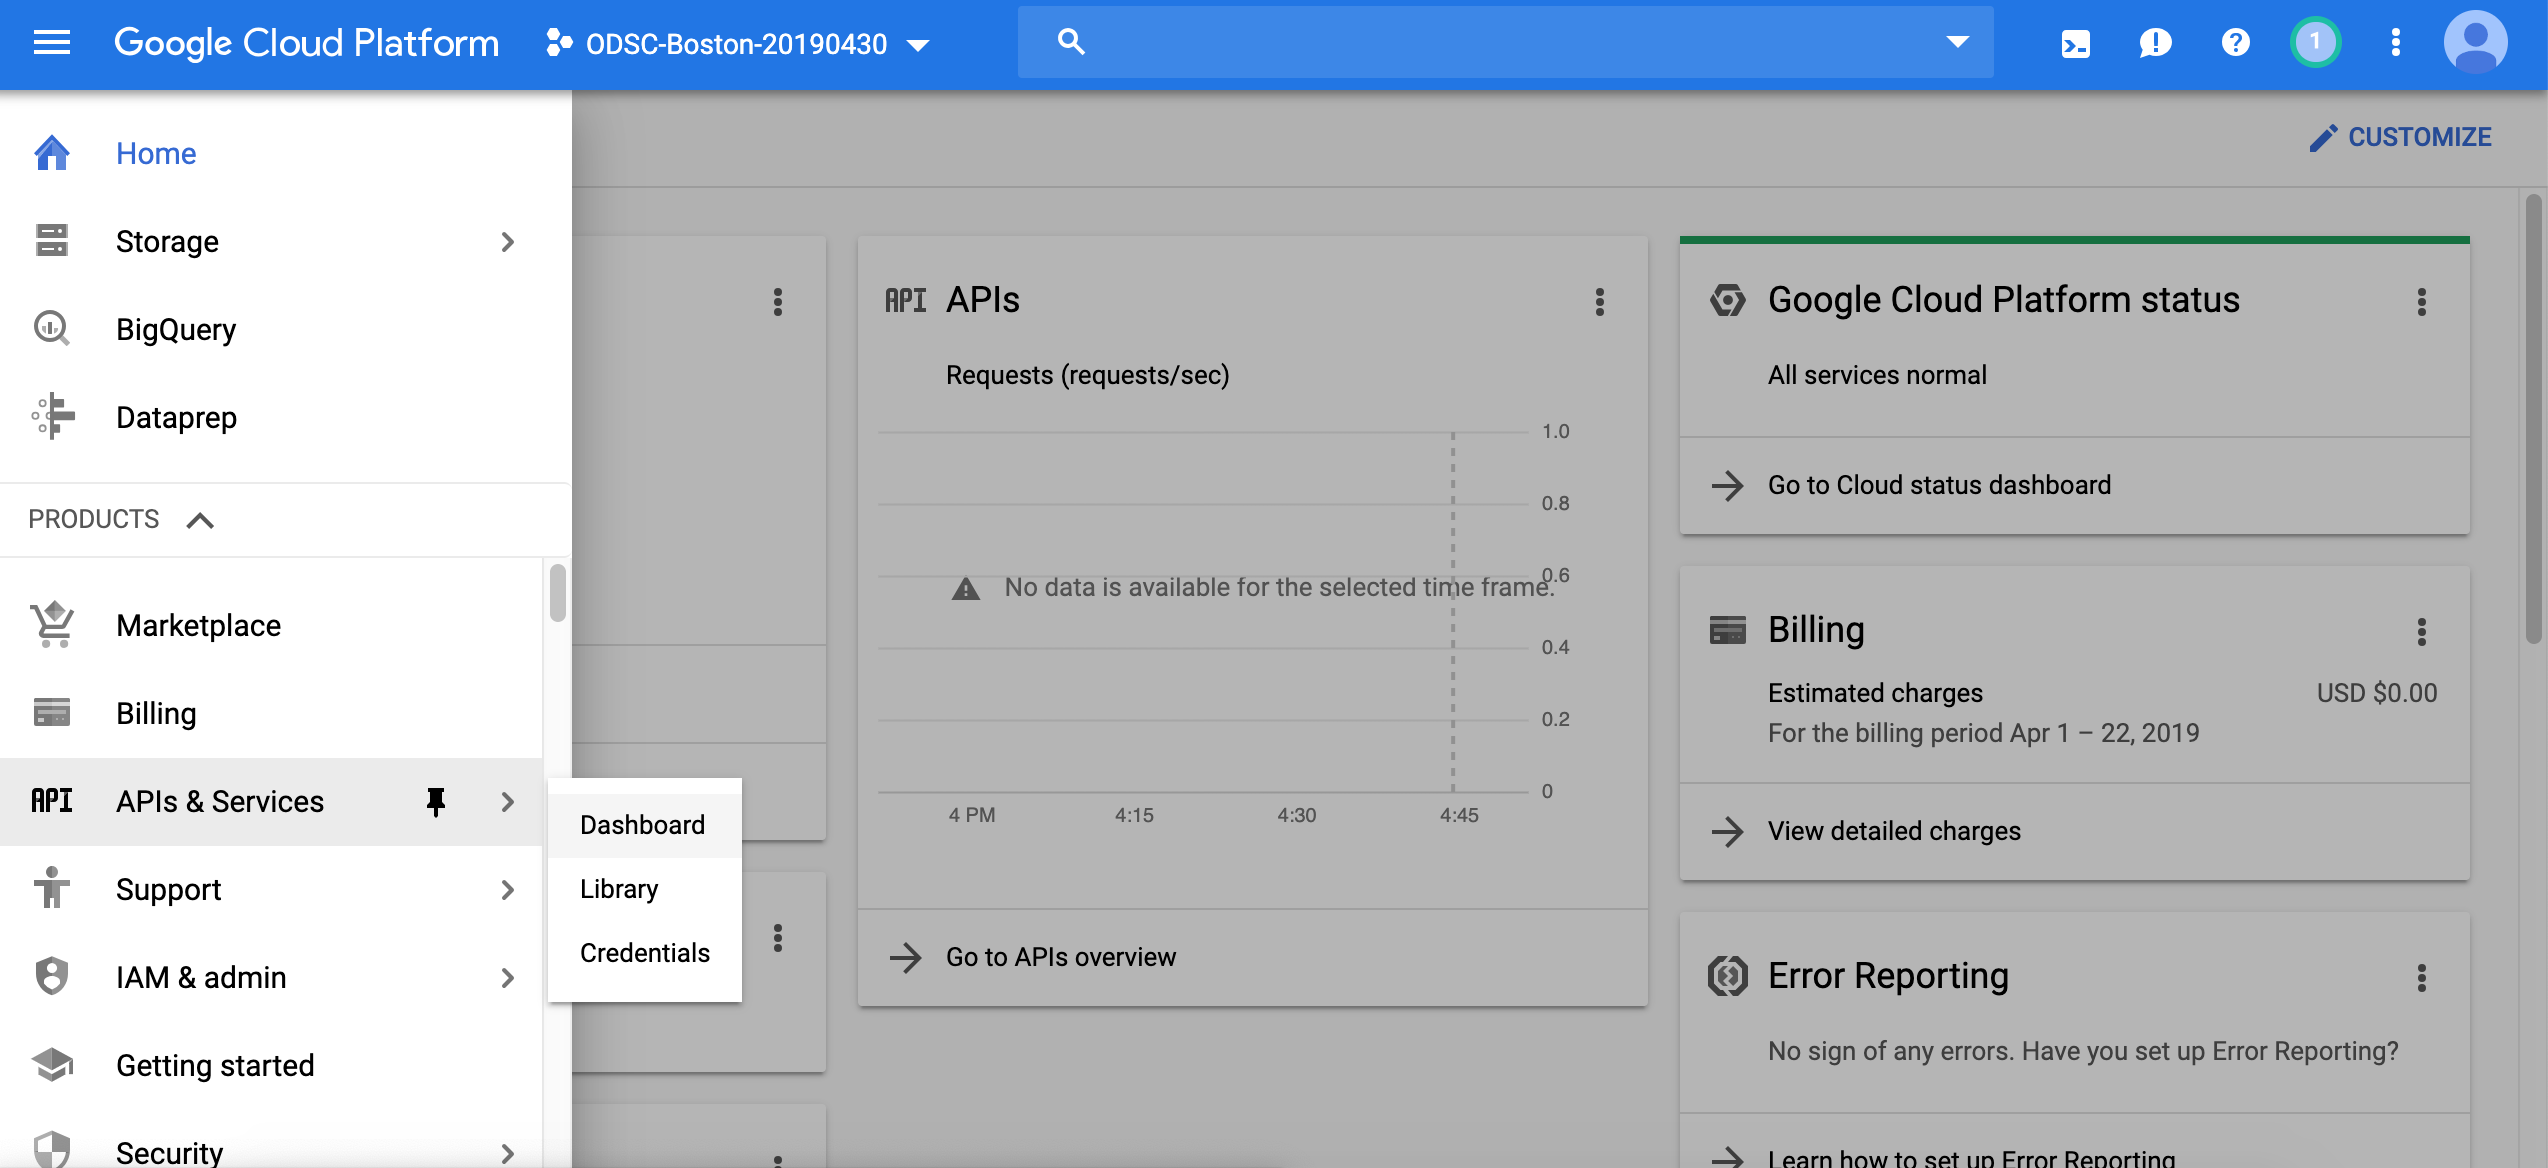 Google Cloud Platform
ODSC-Boston-20190430
1
CUSTOMIZE
Home
Storage
BigQuery
Dataprep
PRODUCTS
Marketplace
Billing
API APIs & Services
Support
IAM & admin
Getting started
Security
Dashboard
Library
Credentials
API APIs
Requests (requests/sec)
1.0
0.8
0.6
No data is available for the selected time frame.
0.4
0.2
0
4 PM 4:15 4:30 4:45
Go to APIs overview
Google Cloud Platform status
All services normal
Go to Cloud status dashboard
Billing
Estimated charges USD $0.00
For the billing period Apr 1 – 22, 2019
View detailed charges
Error Reporting
No sign of any errors. Have you set up Error Reporting?
Learn how to set up Error Reporting